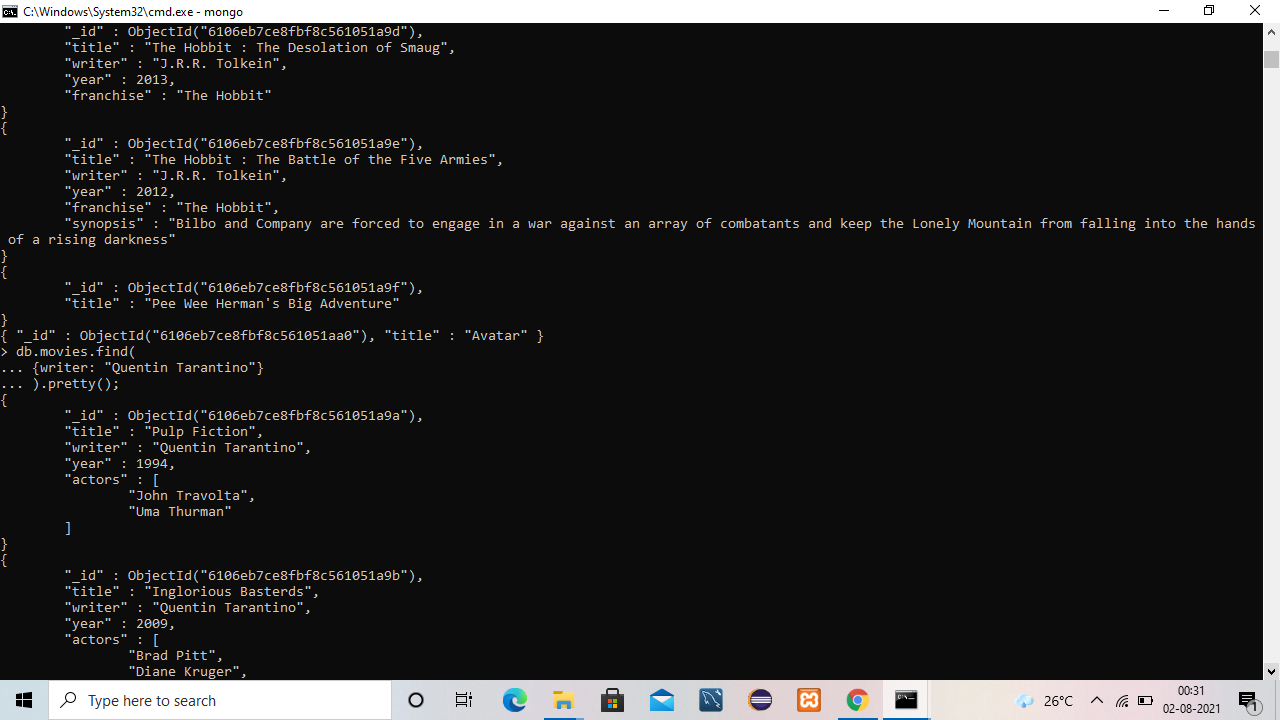 C:\Windows\System32\cmd.exe - mongo
"_id" : ObjectId("6106eb7ce8fbf8c561051a9d"),
"title" : "The Hobbit : The Desolation of Smaug",
"writer" : "J.R.R. Tolkein",
"year" : 2013,
"franchise" : "The Hobbit"
}
{
"_id" : ObjectId("6106eb7ce8fbf8c561051a9e"),
"title" : "The Hobbit : The Battle of the Five Armies",
"writer" : "J.R.R. Tolkein",
"year" : 2012,
"franchise" : "The Hobbit",
"synopsis" : "Bilbo and Company are forced to engage in a war against an array of combatants and keep the Lonely Mountain from falling into the hands
of a rising darkness"
}
{
"_id" : ObjectId("6106eb7ce8fbf8c561051a9f"),
"title" : "Pee Wee Herman's Big Adventure"
}
{ "_id" : ObjectId("6106eb7ce8fbf8c561051aa0"), "title" : "Avatar" }
> db.movies.find(
... {writer: "Quentin Tarantino"}
... ).pretty();
{
"_id" : ObjectId("6106eb7ce8fbf8c561051a9a"),
"title" : "Pulp Fiction",
"writer" : "Quentin Tarantino",
"year" : 1994,
"actors" : [
"John Travolta",
"Uma Thurman"
]
}
{
"_id" : ObjectId("6106eb7ce8fbf8c561051a9b"),
"title" : "Inglorious Basterds",
"writer" : "Quentin Tarantino",
"year" : 2009,
"actors" : [
"Brad Pitt",
"Diane Kruger",
Type here to search
26°C
00:31
02-08-2021
1